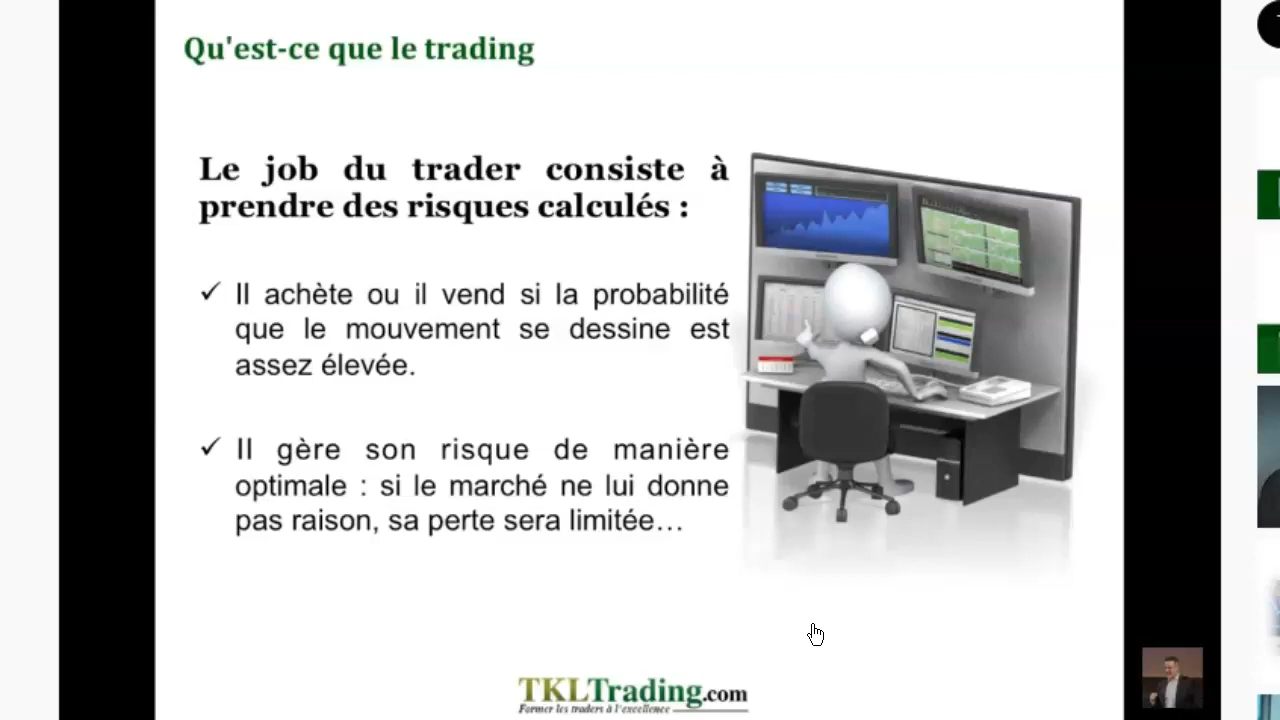 Qu'est-ce que le trading
Le job du trader consiste à
prendre des risques calculés :
✓ Il achète ou il vend si la probabilité
que le mouvement se dessine est
assez élevée.
✓ Il gère son risque de manière
optimale : si le marché ne lui donne
pas raison, sa perte sera limitée…
TKLTrading.com
Former les traders à l'excellence